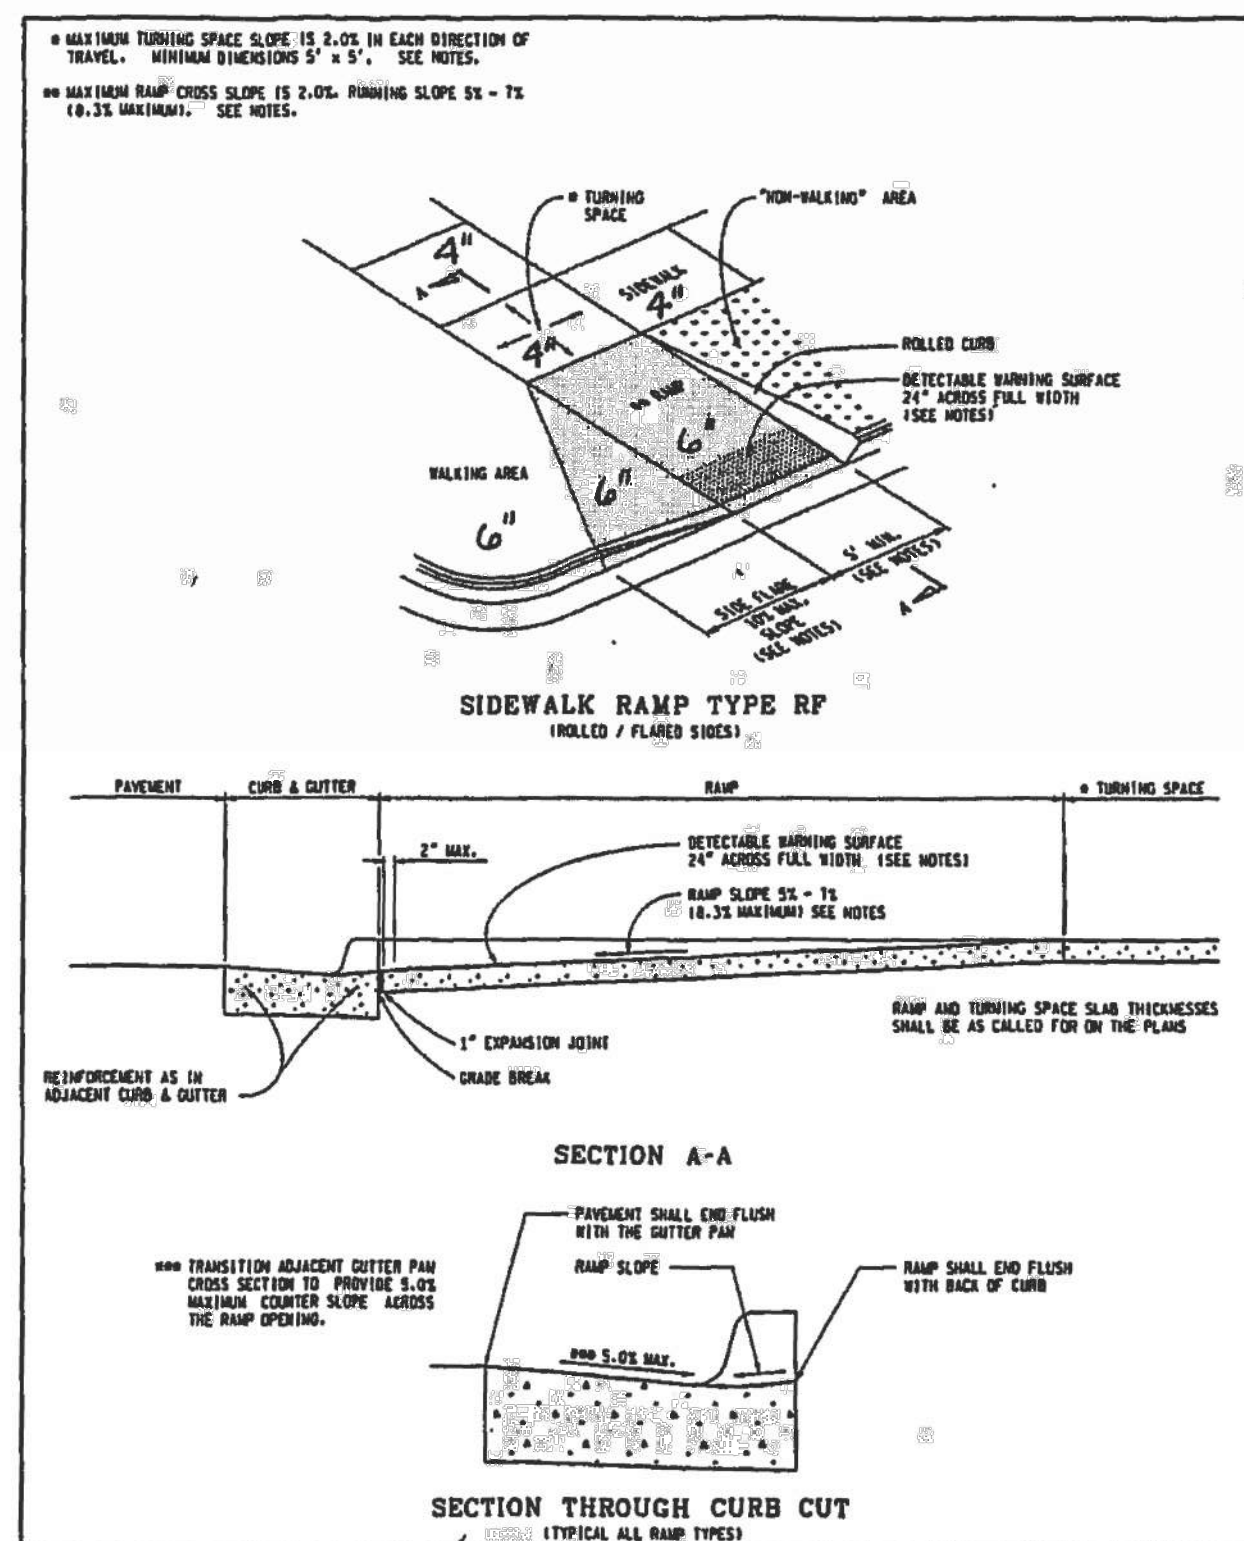 * MAXIMUM TURNING SPACE SLOPE IS 2.0% IN EACH DIRECTION OF
TRAVEL. MINIMUM DIMENSIONS 5' x 5'. SEE NOTES.
** MAXIMUM RAMP CROSS SLOPE IS 2.0%. RUNNING SLOPE 5% - 7%
(8.3% MAXIMUM). SEE NOTES.
* TURNING
SPACE
"NON-WALKING" AREA
4"
A
SIDEWALK
4"
4"
ROLLED CURB
** RAMP
DETECTABLE WARNING SURFACE
24" ACROSS FULL WIDTH
(SEE NOTES)
6"
WALKING AREA
6"
6"
5' MIN.
(SEE NOTES)
SIDE FLARE
10% MAX.
SLOPE
(SEE NOTES)
A
SIDEWALK RAMP TYPE RF
(ROLLED / FLARED SIDES)
PAVEMENT
CURB & GUTTER
RAMP
* TURNING SPACE
2" MAX.
DETECTABLE WARNING SURFACE
24" ACROSS FULL WIDTH (SEE NOTES)
RAMP SLOPE 5% - 7%
(8.3% MAXIMUM) SEE NOTES
RAMP AND TURNING SPACE SLAB THICKNESSES
SHALL BE AS CALLED FOR ON THE PLANS
1" EXPANSION JOINT
GRADE BREAK
REINFORCEMENT AS IN
ADJACENT CURB & GUTTER
SECTION A-A
PAVEMENT SHALL END FLUSH
WITH THE GUTTER PAN
*** TRANSITION ADJACENT GUTTER PAN
CROSS SECTION TO PROVIDE 5.0%
MAXIMUM COUNTER SLOPE ACROSS
THE RAMP OPENING.
RAMP SLOPE
RAMP SHALL END FLUSH
WITH BACK OF CURB
*** 5.0% MAX.
SECTION THROUGH CURB CUT
(TYPICAL ALL RAMP TYPES)